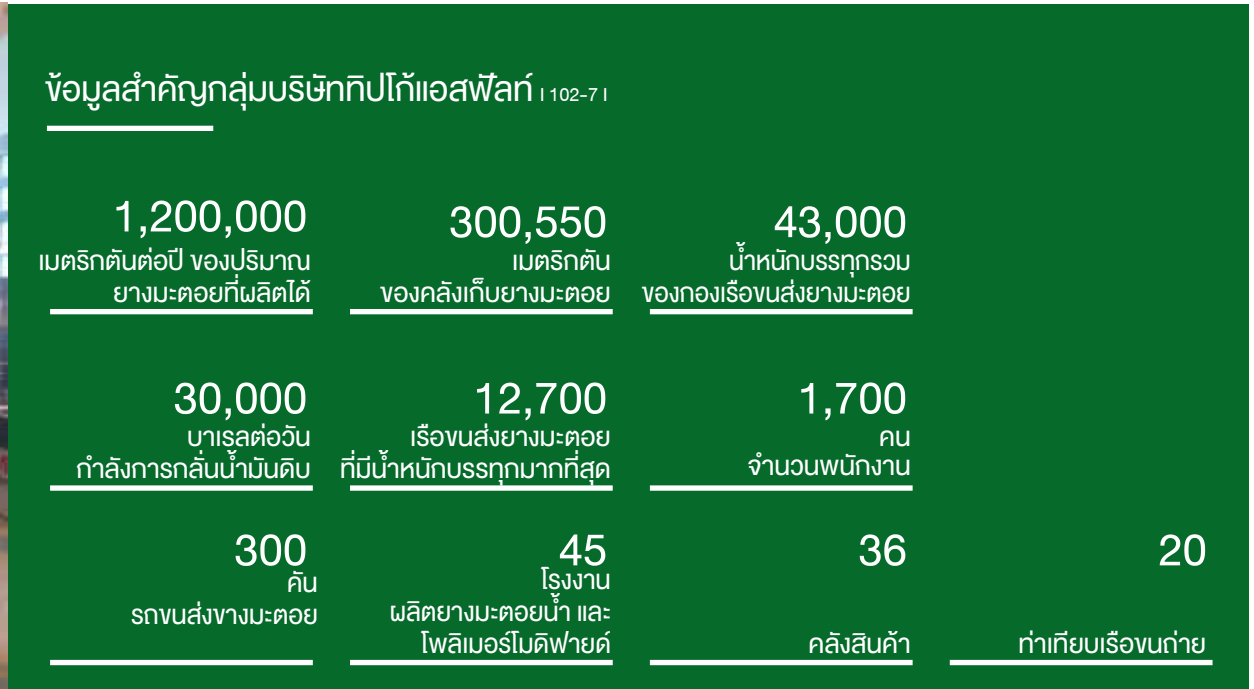 ข้อมูลสำคัญกลุ่มบริษัททิปโก้แอสฟัลท์ | 102-7 |
1,200,000
เมตริกตันต่อปี ของปริมาณ
ยางมะตอยที่ผลิตได้
300,550
เมตริกตัน
ของคลังเก็บยางมะตอย
43,000
น้ำหนักบรรทุกรวม
ของกองเรือขนส่งยางมะตอย
30,000
บาเรลต่อวัน
กำลังการกลั่นน้ำมันดิบ
12,700
เรือขนส่งยางมะตอย
ที่มีน้ำหนักบรรทุกมากที่สุด
1,700
คน
จำนวนพนักงาน
300
คัน
รถขนส่งขางมะตอย
45
โรงงาน
ผลิตยางมะตอยน้ำ และ
โพลิเมอร์โมดิฟายด์
36
คลังสินค้า
20
ท่าเทียบเรือขนถ่าย